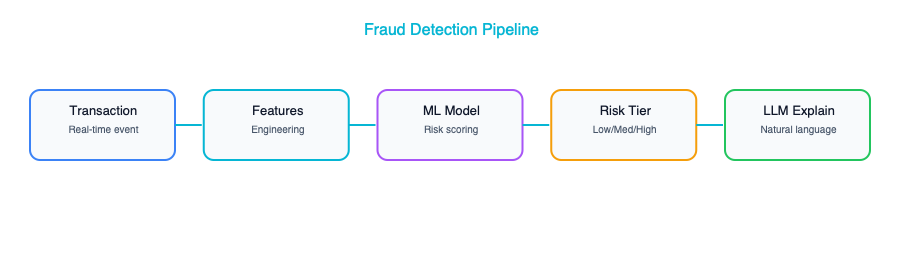 Fraud Detection Pipeline
Transaction
Real-time event
Features
Engineering
ML Model
Risk scoring
Risk Tier
Low/Med/High
LLM Explain
Natural language